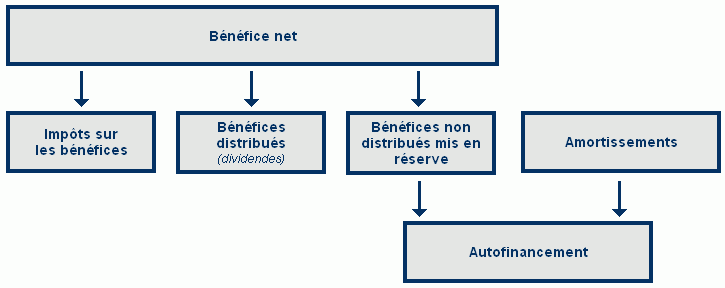 Bénéfice net
Impôts sur
les bénéfices
Bénéfices
distribués
(dividendes)
Bénéfices non
distribués mis en
réserve
Amortissements
Autofinancement